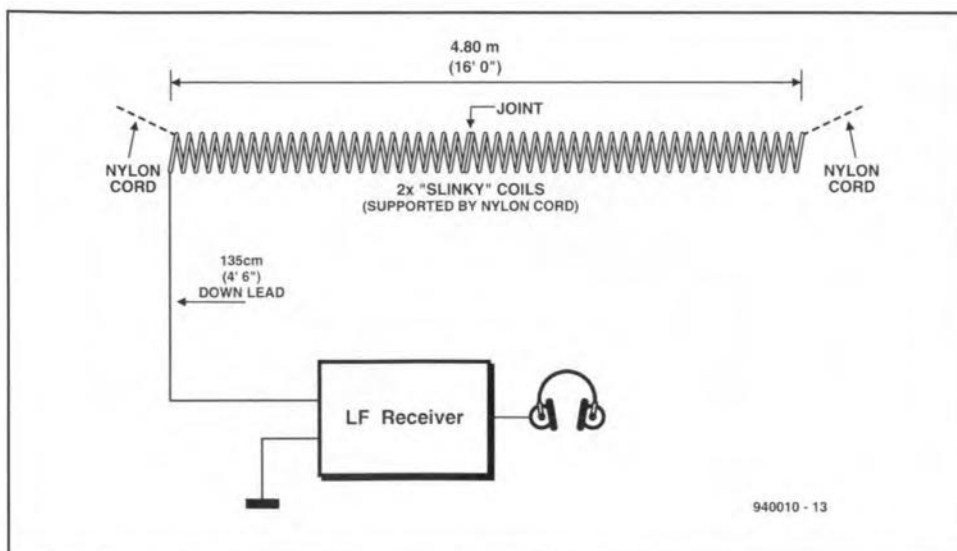 4.80 m
(16' 0")
JOINT
NYLON
CORD
NYLON
CORD
2x "SLINKY" COILS
(SUPPORTED BY NYLON CORD)
135cm
(4' 6")
DOWN LEAD
LF Receiver
940010 - 13